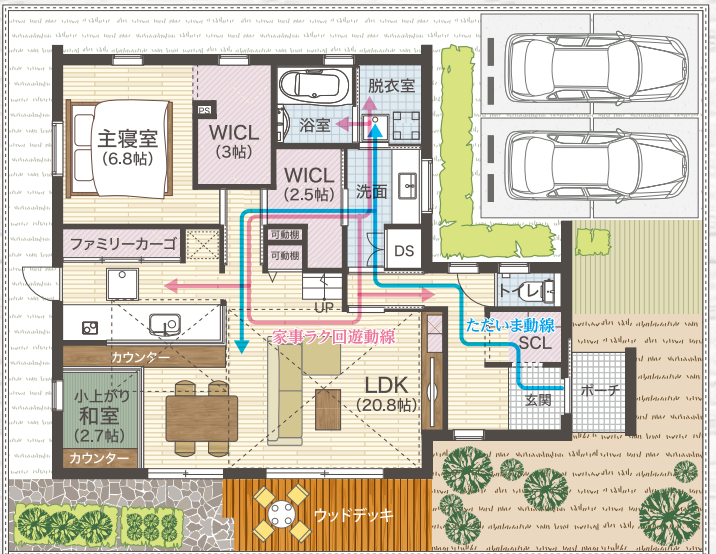 脱衣室
浴室
主寝室
(6.8帖)
PS
WICL
(3帖)
WICL
(2.5帖)
洗面
ファミリーカーゴ
可動棚
可動棚
DS
UP
トイレ
家事ラク回遊動線
ただいま動線
SCL
カウンター
小上がり
和室
(2.7帖)
カウンター
LDK
(20.8帖)
玄関
ポーチ
ウッドデッキ